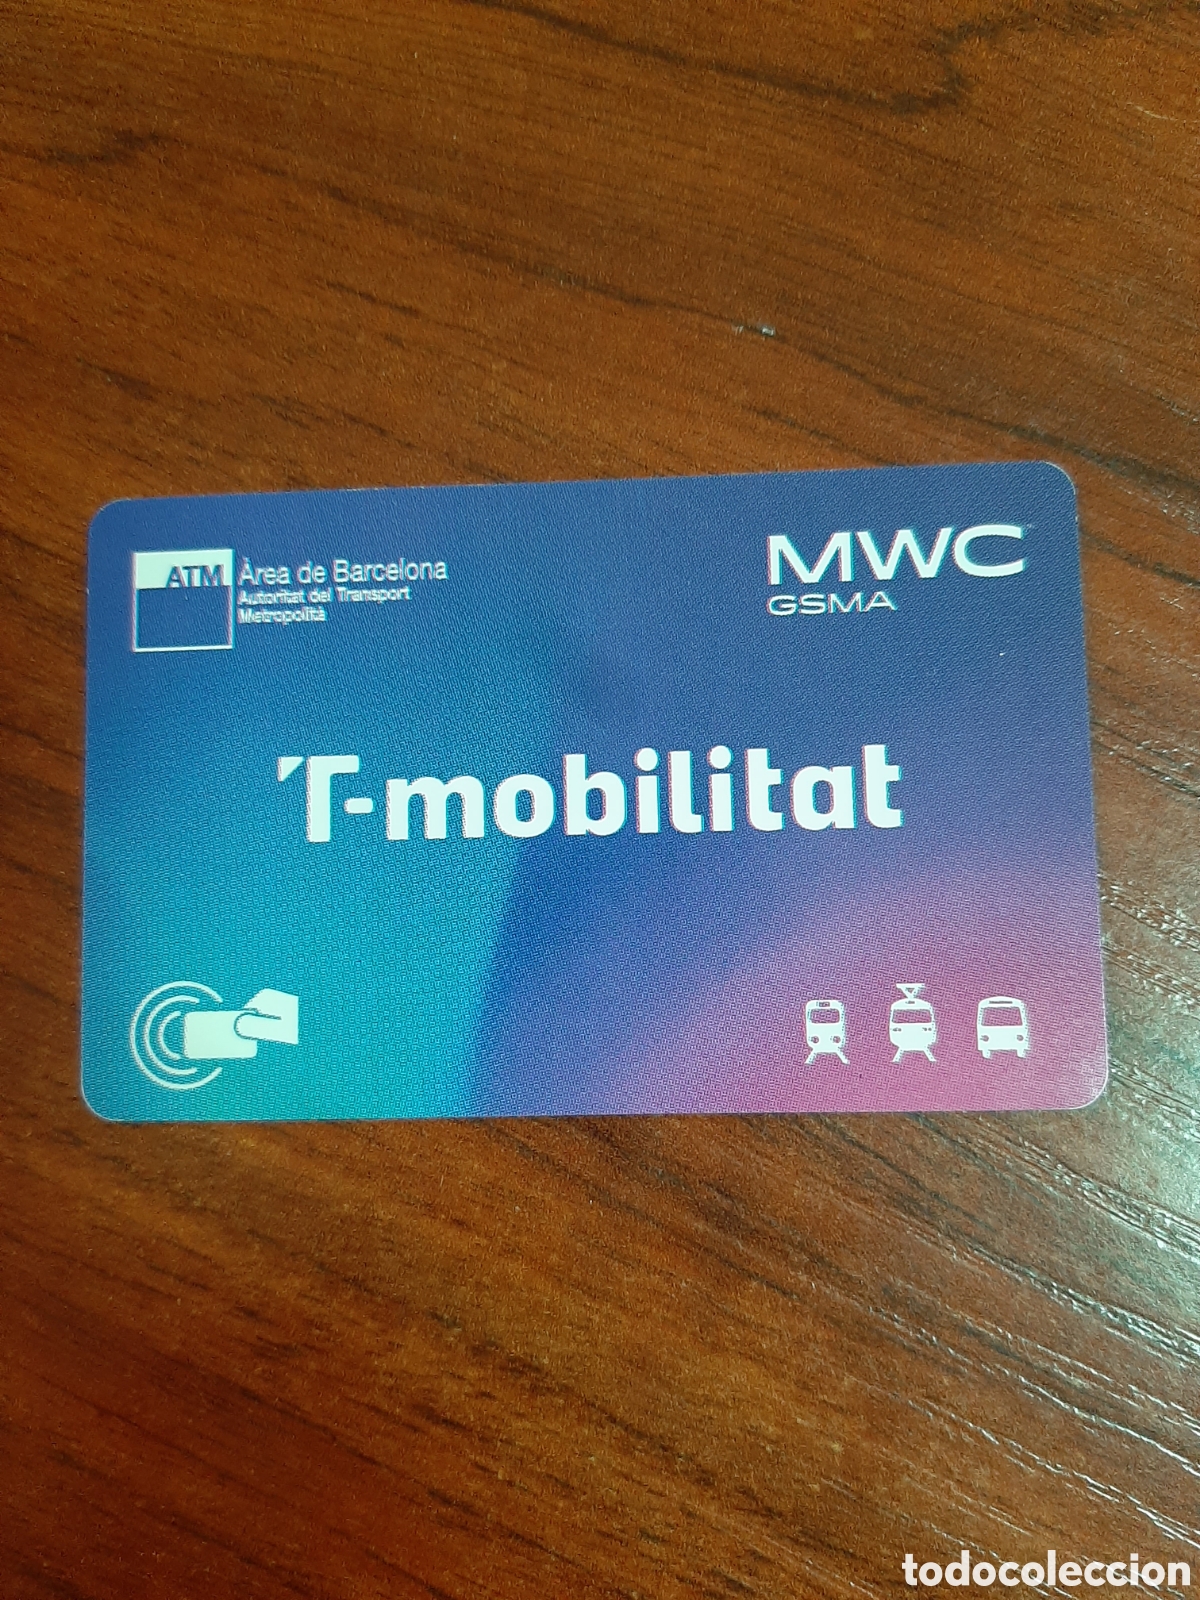 ATM Àrea de Barcelona
Autoritat del Transport
Metropolità
MWC
GSMA
T-mobilitat
todocoleccion